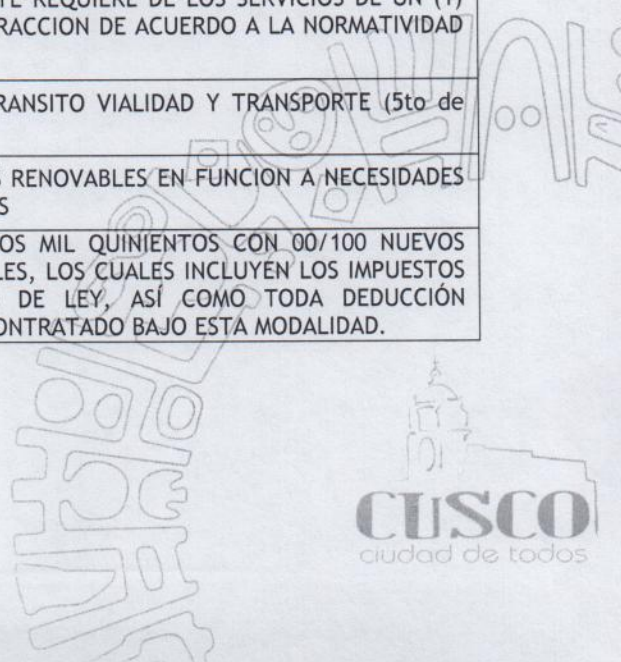 TE REQUIERE DE LOS SERVICIOS DE UN (1)
RACCION DE ACUERDO A LA NORMATIVIDAD
RANSITO VIALIDAD Y TRANSPORTE (5to de
S RENOVABLES EN FUNCION A NECESIDADES
S
OS MIL QUINIENTOS CON 00/100 NUEVOS
LES, LOS CUALES INCLUYEN LOS IMPUESTOS
DE LEY, ASÍ COMO TODA DEDUCCIÓN
ONTRATADO BAJO ESTA MODALIDAD.
CUSCO
ciudad de todos